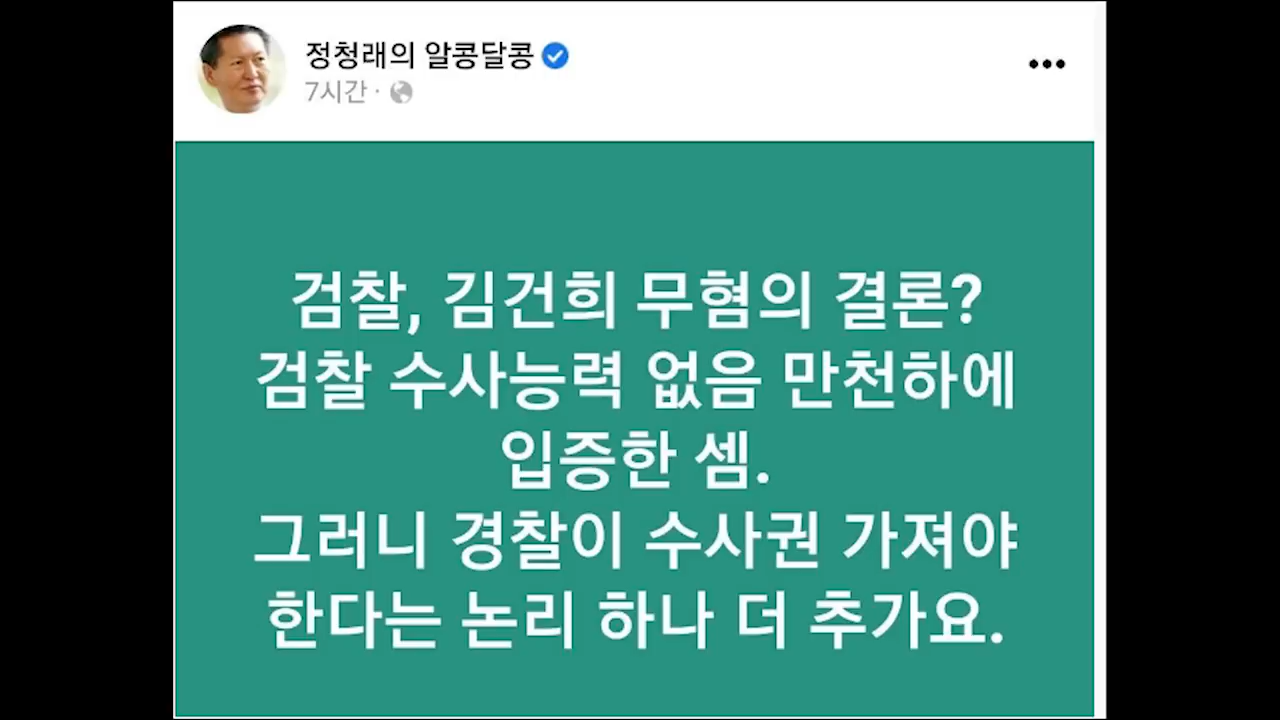 정청래의 알콩달콩
7시간 ·
검찰, 김건희 무혐의 결론?
검찰 수사능력 없음 만천하에
입증한 셈.
그러니 경찰이 수사권 가져야
한다는 논리 하나 더 추가요.